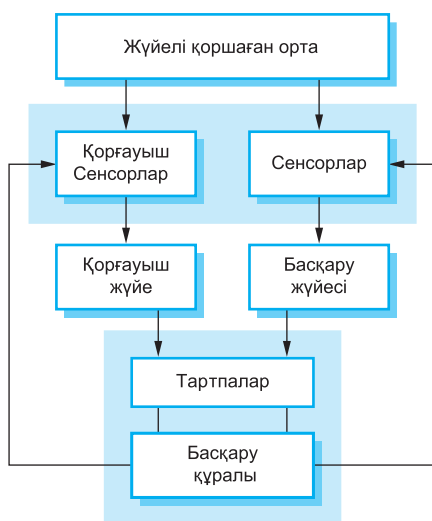 Жүйелі қоршаған орта
Қорғауыш
Сенсорлар
Сенсорлар
Қорғауыш
жүйе
Басқару
жүйесі
Тартпалар
Басқару
құралы